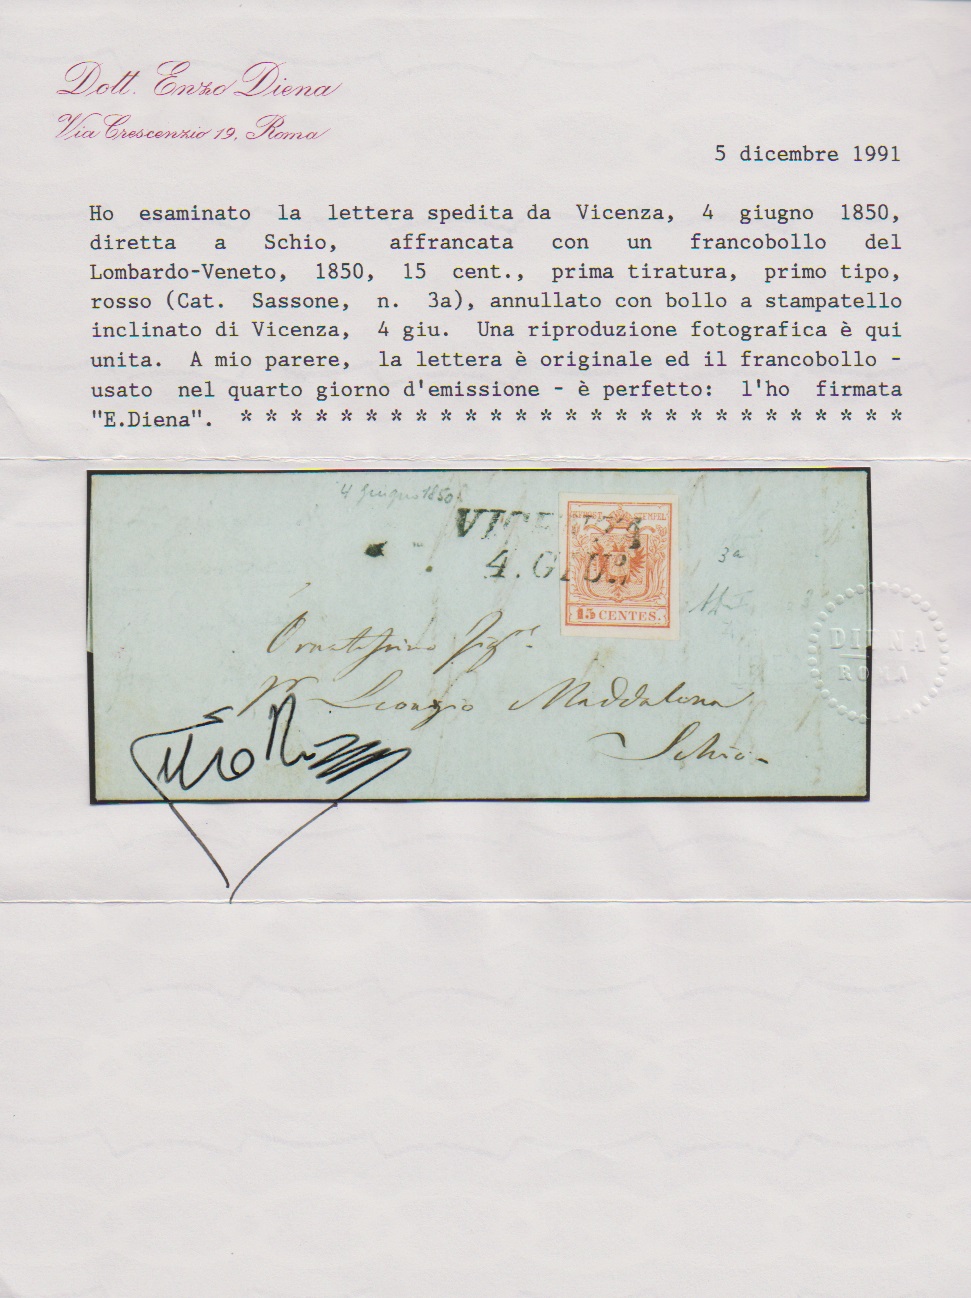 Dott. Enzo Diena
Via Crescenzio 19, Roma
5 dicembre 1991
Ho esaminato la lettera spedita da Vicenza, 4 giugno 1850,
diretta a Schio, affrancata con un francobollo del
Lombardo-Veneto, 1850, 15 cent., prima tiratura, primo tipo,
rosso (Cat. Sassone, n. 3a), annullato con bollo a stampatello
inclinato di Vicenza, 4 giu. Una riproduzione fotografica è qui
unita. A mio parere, la lettera è originale ed il francobollo -
usato nel quarto giorno d'emissione - è perfetto: l'ho firmata
"E.Diena". * * * * * * * * * * * * * * * * * * * * * * * * * * *
4 giugno 1850
VICENZA
4. GIU.
STEMPEL
15 CENTES.
3a
DIENA
ROMA
Maddalena
Schio